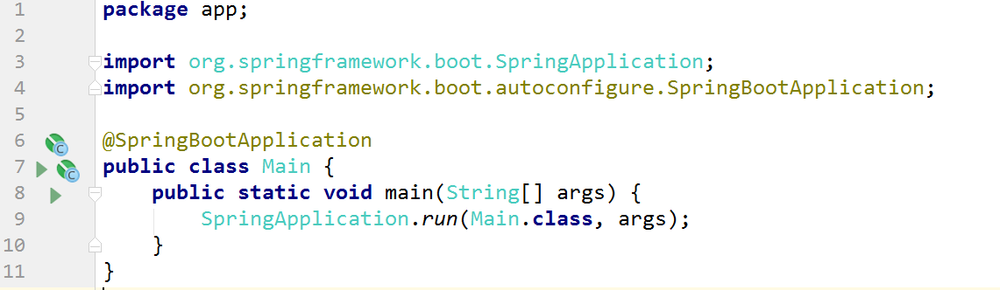 1 package app;
2
3 import org.springframework.boot.SpringApplication;
4 import org.springframework.boot.autoconfigure.SpringBootApplication;
5
6 @SpringBootApplication
7 public class Main {
8     public static void main(String[] args) {
9         SpringApplication.run(Main.class, args);
10     }
11 }